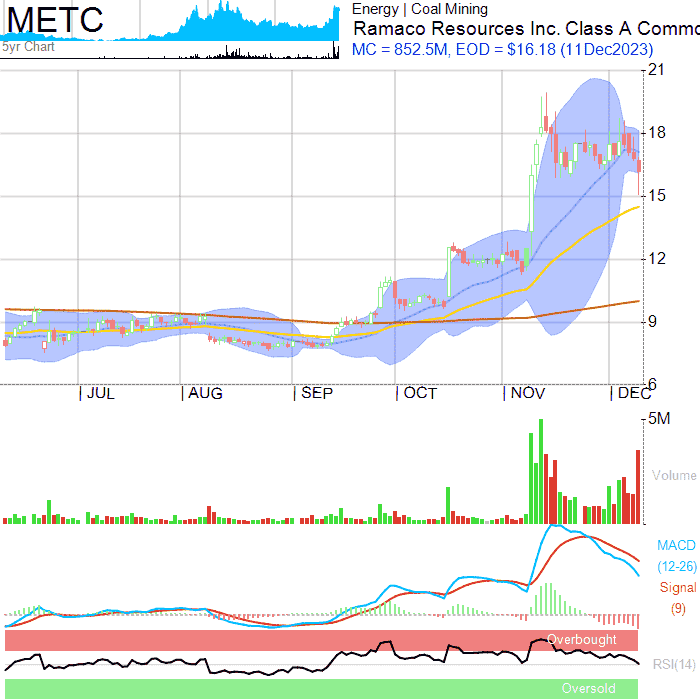 METC
5yr Chart
Energy | Coal Mining
Ramaco Resources Inc. Class A Commo
MC = 852.5M, EOD = $16.18 (11Dec2023)
21
18
15
12
9
6
JUL
AUG
SEP
OCT
NOV
DEC
5M
Volume
MACD
(12-26)
Signal
(9)
Overbought
RSI(14)
Oversold